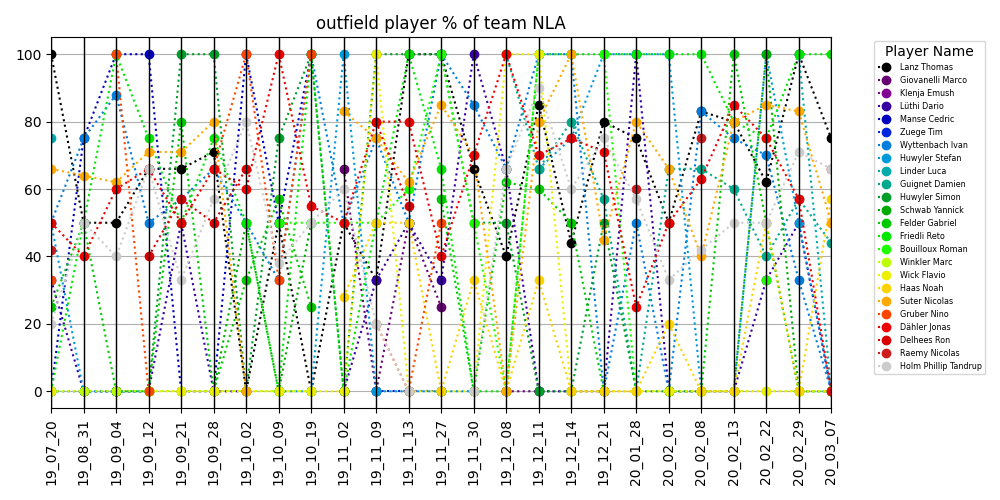 outfield player % of team NLA
100
80
60
40
20
0
19_07_20
19_08_31
19_09_04
19_09_12
19_09_21
19_09_28
19_10_02
19_10_09
19_10_19
19_11_02
19_11_09
19_11_13
19_11_27
19_11_30
19_12_08
19_12_11
19_12_14
19_12_21
20_01_28
20_02_01
20_02_08
20_02_13
20_02_22
20_02_29
20_03_07
Player Name
Lanz Thomas
Giovanelli Marco
Klenja Emush
Lüthi Dario
Manse Cedric
Zuege Tim
Wyttenbach Ivan
Huwyler Stefan
Linder Luca
Guignet Damien
Huwyler Simon
Schwab Yannick
Felder Gabriel
Friedli Reto
Bouilloux Roman
Winkler Marc
Wick Flavio
Haas Noah
Suter Nicolas
Gruber Nino
Dähler Jonas
Delhees Ron
Raemy Nicolas
Holm Phillip Tandrup